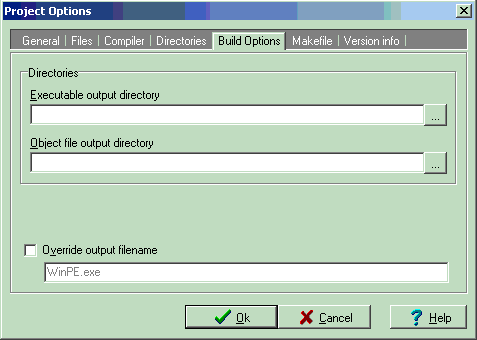 Project Options
General Files Compiler Directories Build Options Makefile Version info
Directories
Executable output directory
...
Object file output directory
...
Override output filename
WinPE.exe
Ok Cancel ? Help